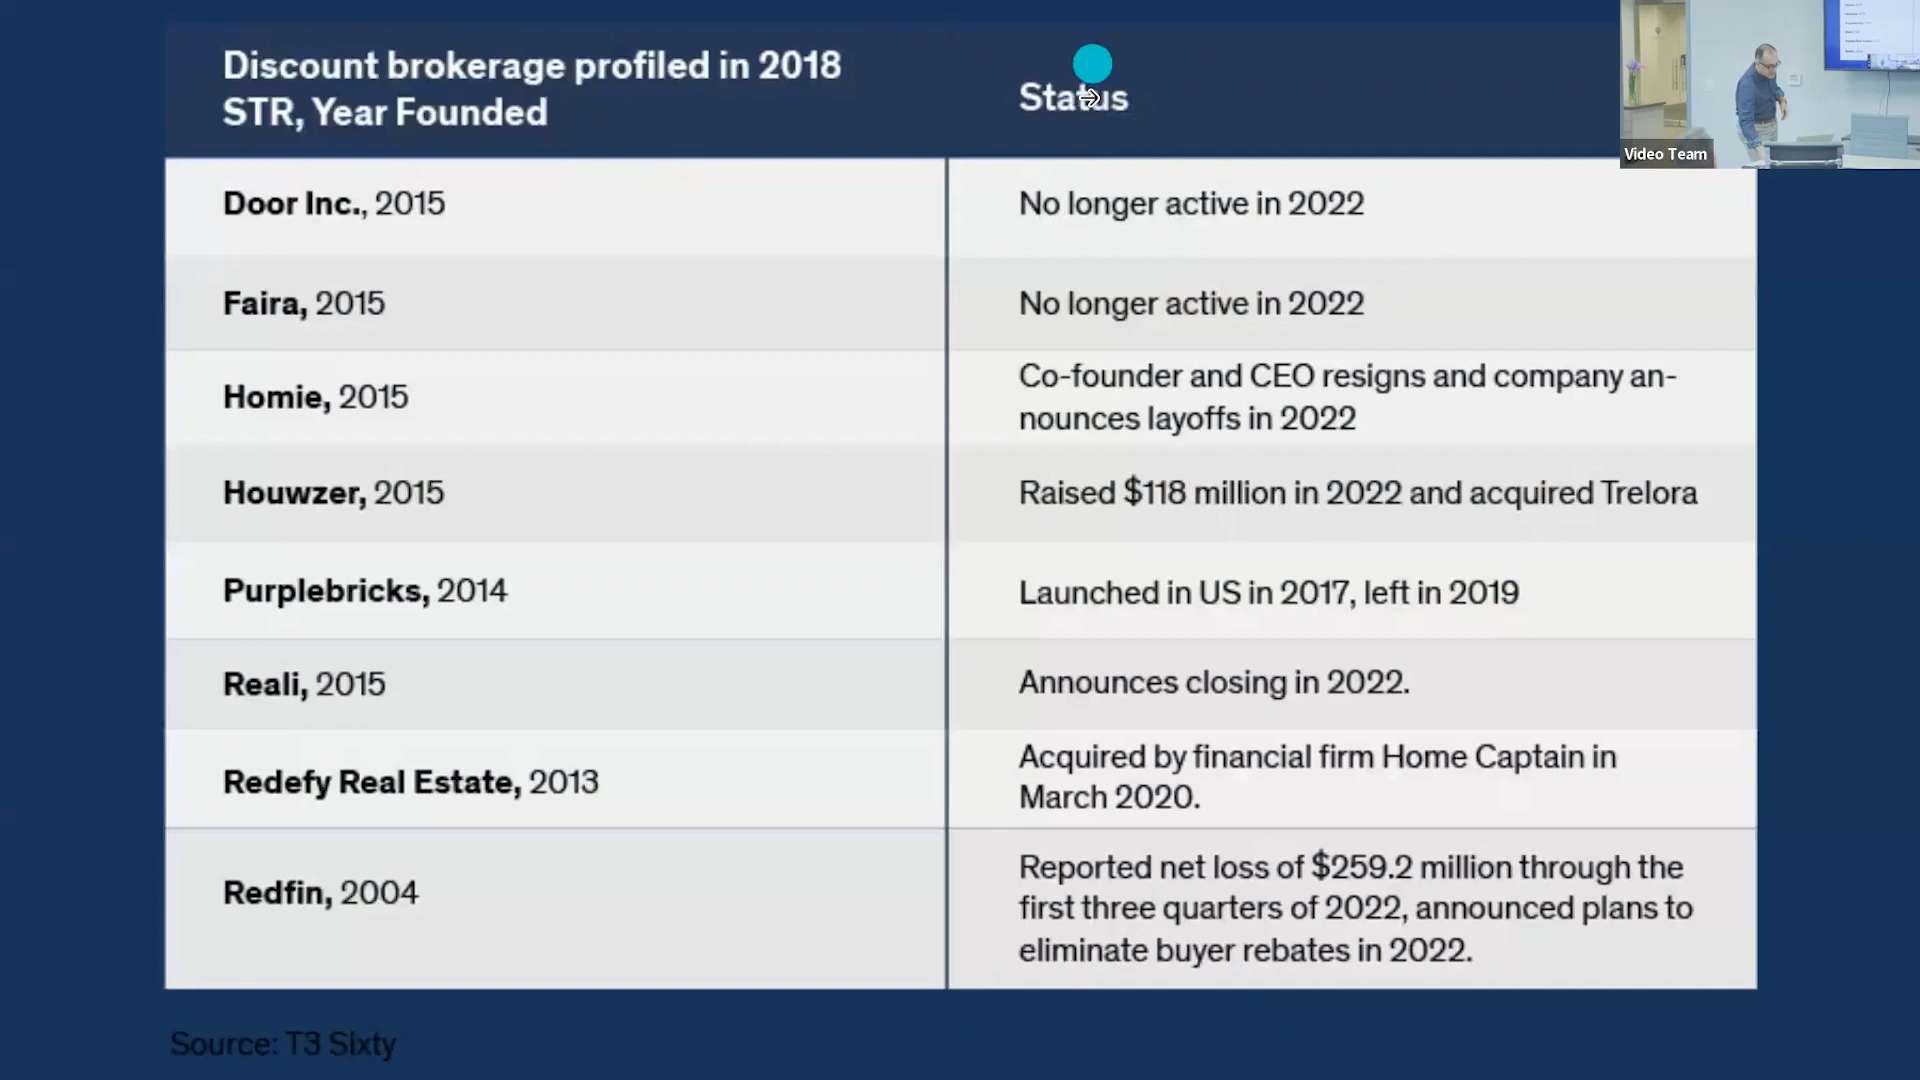 Discount brokerage profiled in 2018
STR, Year Founded
Status
Video Team
Door Inc., 2015
No longer active in 2022
Faira, 2015
No longer active in 2022
Homie, 2015
Co-founder and CEO resigns and company an-
nounces layoffs in 2022
Houwzer, 2015
Raised $118 million in 2022 and acquired Trelora
Purplebricks, 2014
Launched in US in 2017, left in 2019
Reali, 2015
Announces closing in 2022.
Redefy Real Estate, 2013
Acquired by financial firm Home Captain in
March 2020.
Redfin, 2004
Reported net loss of $259.2 million through the
first three quarters of 2022, announced plans to
eliminate buyer rebates in 2022.
Source: T3 Sixty